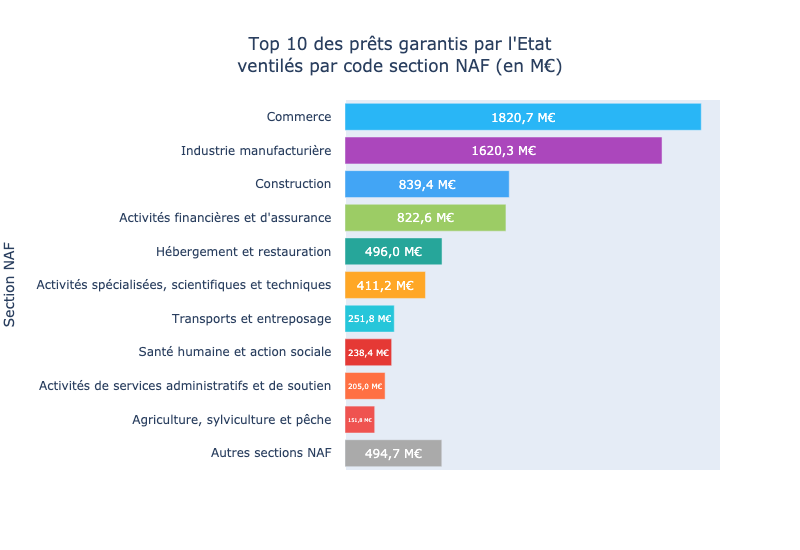 Top 10 des prêts garantis par l'Etat
ventilés par code section NAF (en M€)
Section NAF
Commerce 1820,7 M€
Industrie manufacturière 1620,3 M€
Construction 839,4 M€
Activités financières et d'assurance 822,6 M€
Hébergement et restauration 496,0 M€
Activités spécialisées, scientifiques et techniques 411,2 M€
Transports et entreposage 251,8 M€
Santé humaine et action sociale 238,4 M€
Activités de services administratifs et de soutien 205,0 M€
Agriculture, sylviculture et pêche 151,8 M€
Autres sections NAF 494,7 M€